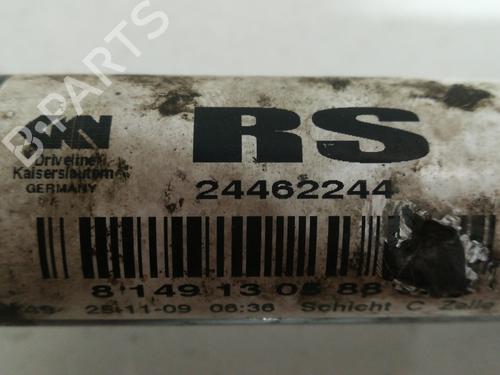 B-PARTS
GKN
RS
Driveline
Kaiserslautern
GERMANY
24462244
8 149 13 05 88
25-11-09 06:36 Schicht C Zelle